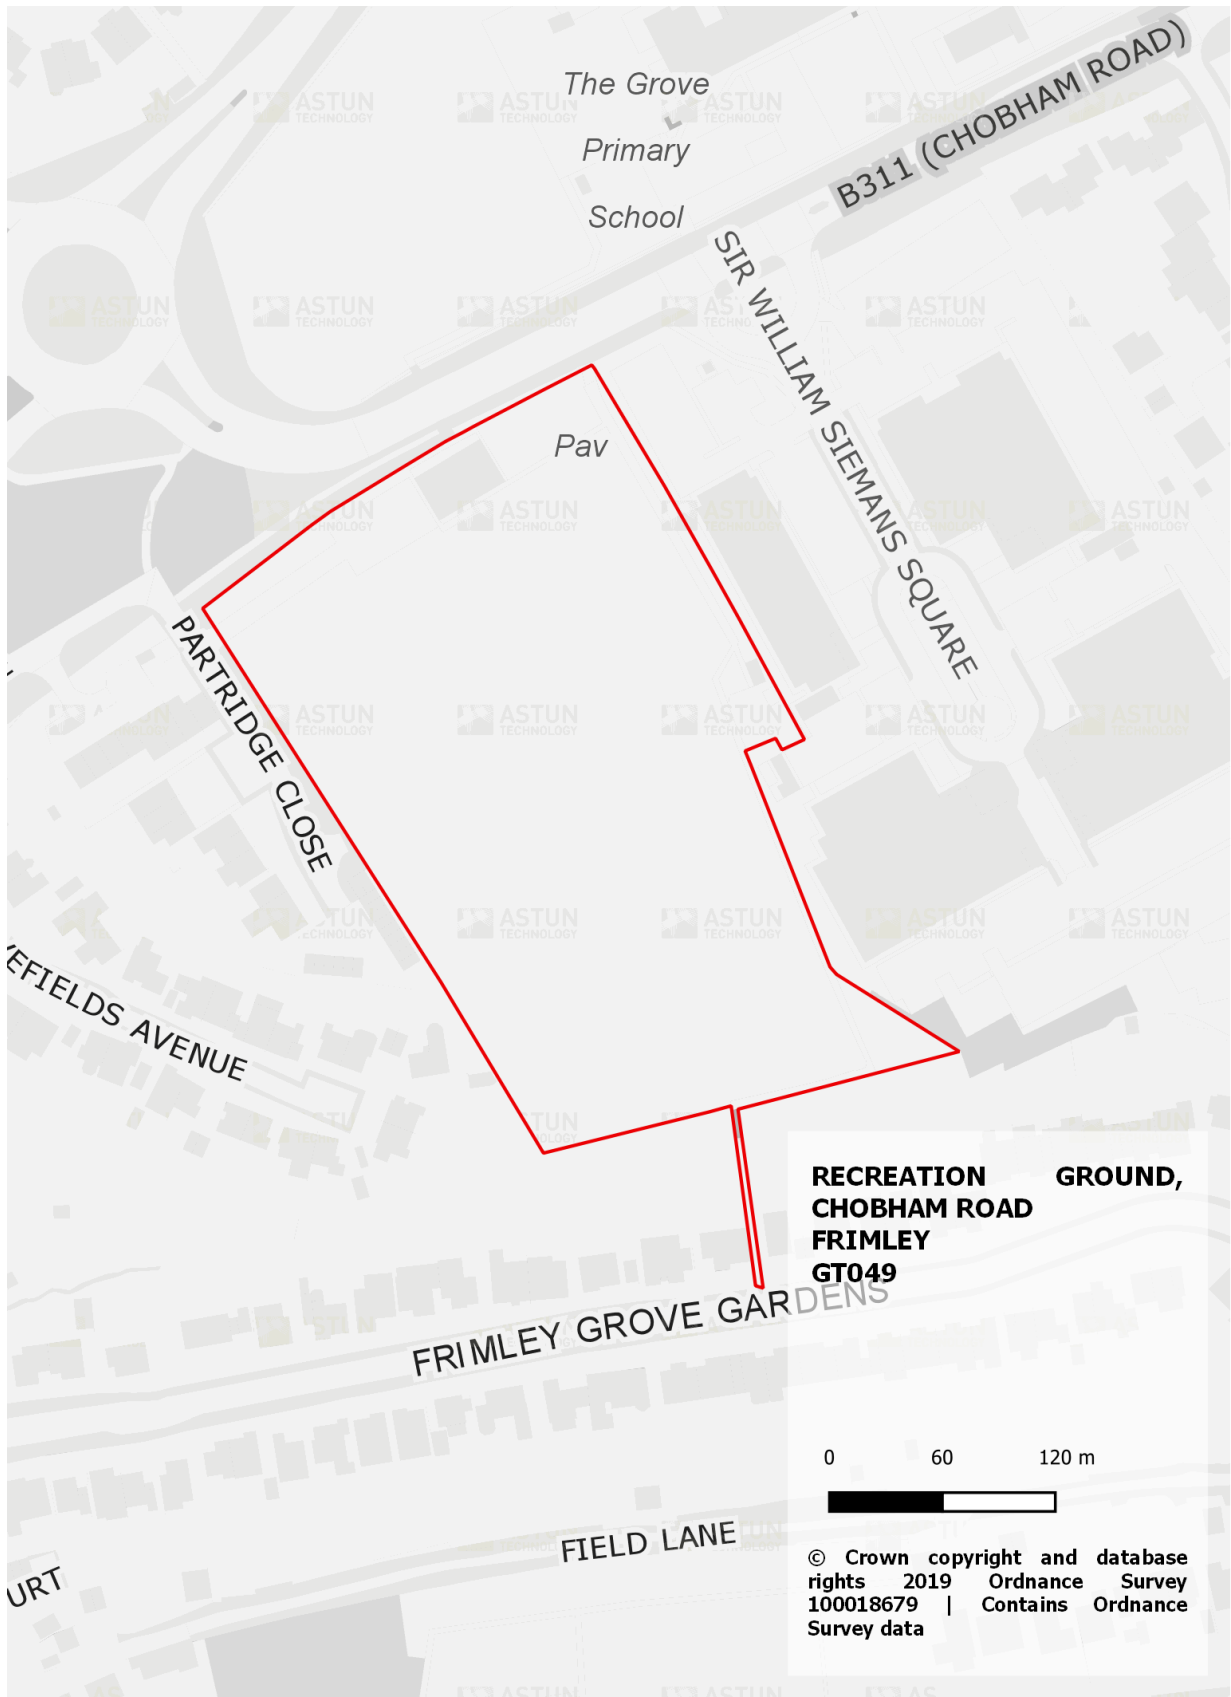 The Grove
Primary
School
B311 (CHOBHAM ROAD)
SIR WILLIAM SIEMANS SQUARE
Pav
PARTRIDGE CLOSE
EFIELDS AVENUE
RECREATION GROUND,
CHOBHAM ROAD
FRIMLEY
GT049
FRIMLEY GROVE GARDENS
0 60 120 m
FIELD LANE
URT
© Crown copyright and database
rights 2019 Ordnance Survey
100018679 | Contains Ordnance
Survey data
ASTUN
TECHNOLOGY